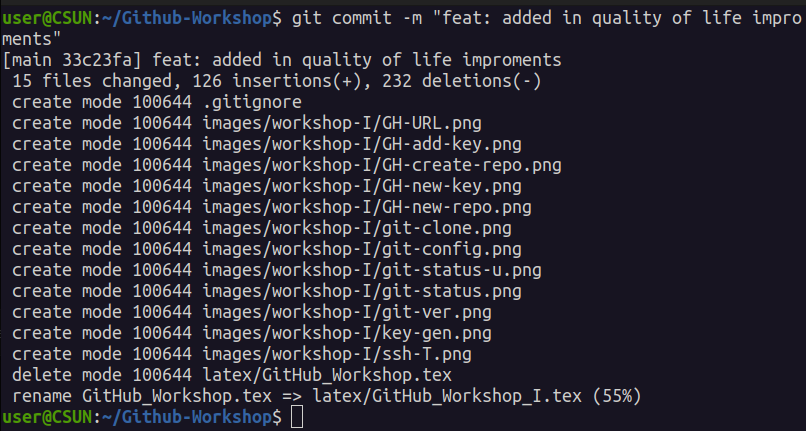 user@CSUN:~/Github-Workshop$ git commit -m "feat: added in quality of life impro
ments"
[main 33c23fa] feat: added in quality of life improments
 15 files changed, 126 insertions(+), 232 deletions(-)
 create mode 100644 .gitignore
 create mode 100644 images/workshop-I/GH-URL.png
 create mode 100644 images/workshop-I/GH-add-key.png
 create mode 100644 images/workshop-I/GH-create-repo.png
 create mode 100644 images/workshop-I/GH-new-key.png
 create mode 100644 images/workshop-I/GH-new-repo.png
 create mode 100644 images/workshop-I/git-clone.png
 create mode 100644 images/workshop-I/git-config.png
 create mode 100644 images/workshop-I/git-status-u.png
 create mode 100644 images/workshop-I/git-status.png
 create mode 100644 images/workshop-I/git-ver.png
 create mode 100644 images/workshop-I/key-gen.png
 create mode 100644 images/workshop-I/ssh-T.png
 delete mode 100644 latex/GitHub_Workshop.tex
 rename GitHub_Workshop.tex => latex/GitHub_Workshop_I.tex (55%)
user@CSUN:~/Github-Workshop$